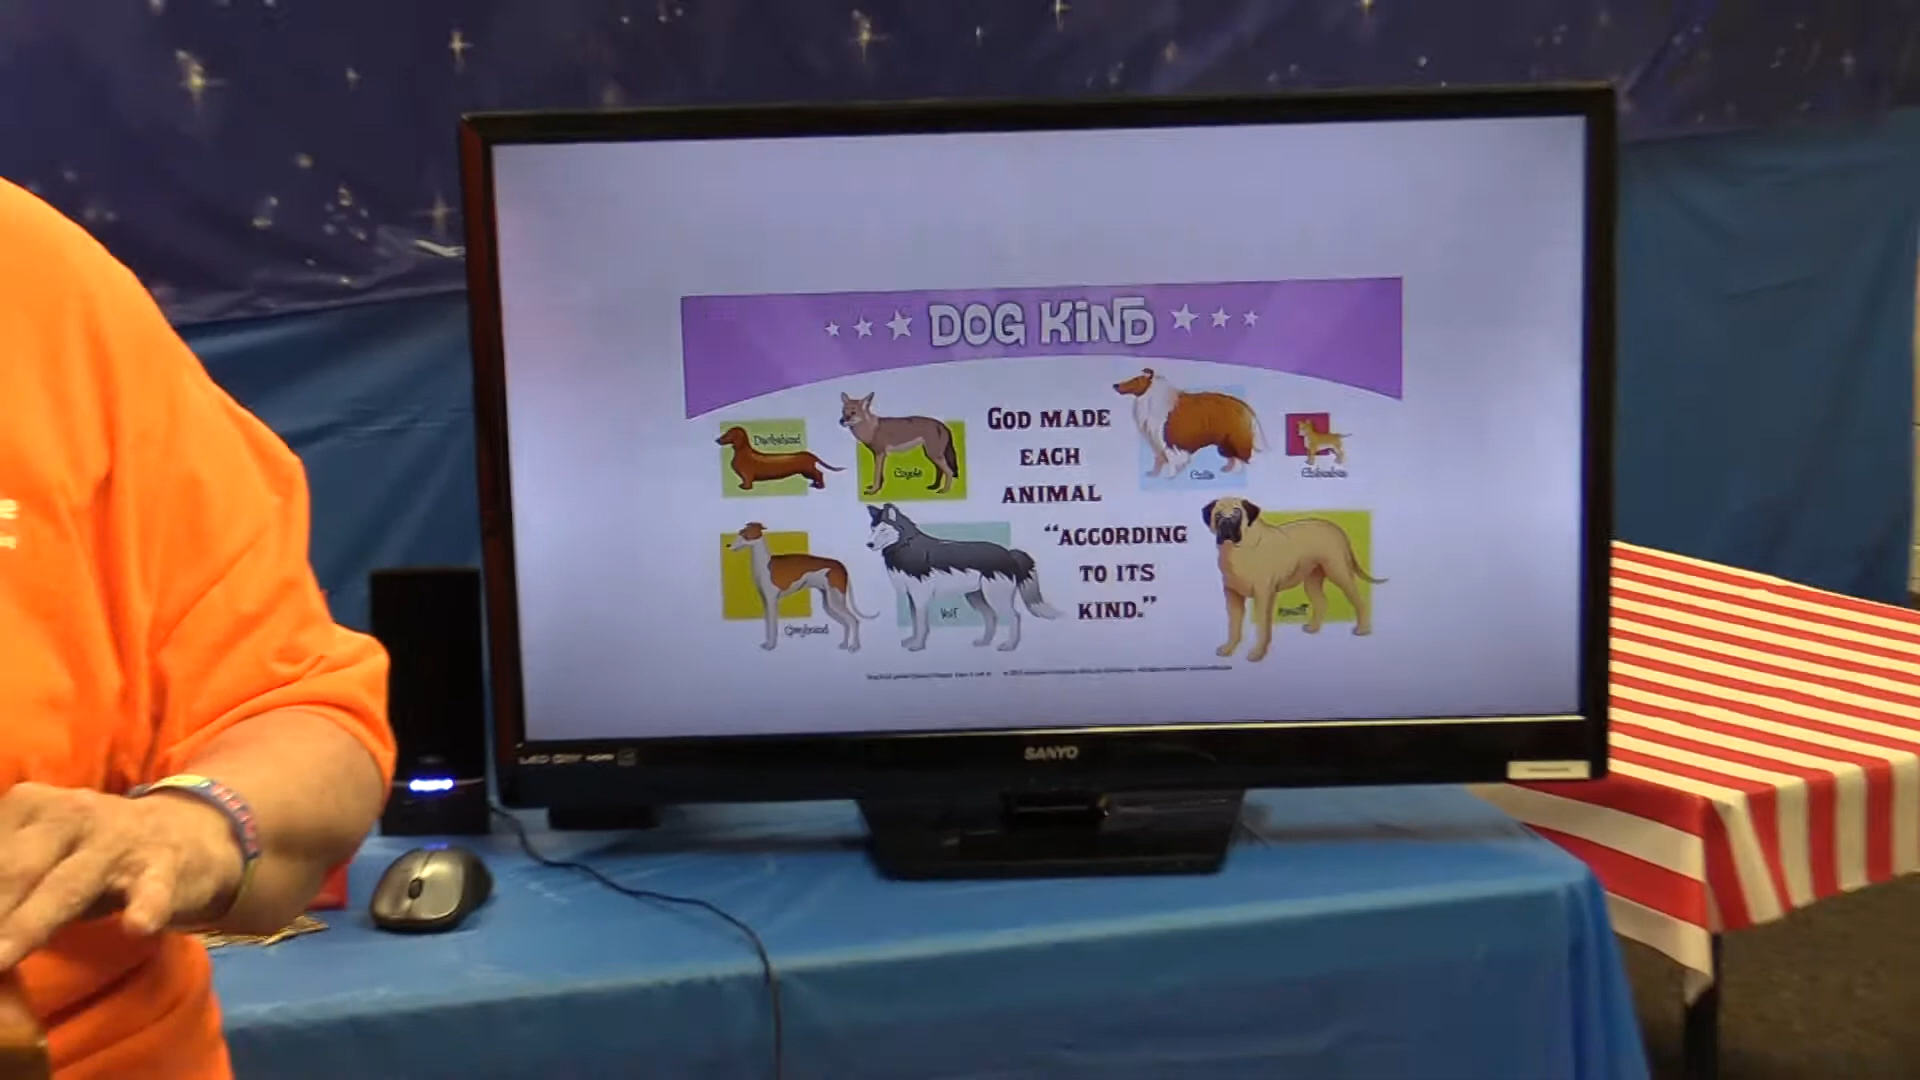 DOG KIND
Dachshund
Coyote
GOD MADE
EACH
ANIMAL
Collie
Chihuahua
"ACCORDING
TO ITS
KIND."
Greyhound
Wolf
Mastiff
SANYO